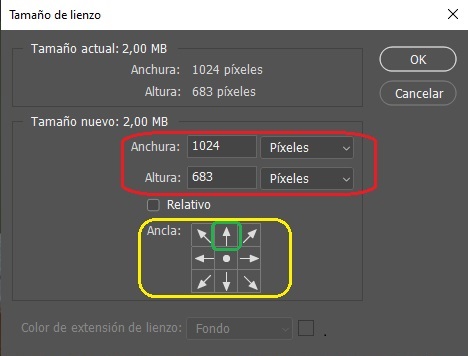 Tamaño de lienzo
Tamaño actual: 2,00 MB
Anchura: 1024 píxeles
Altura: 683 píxeles
OK
Cancelar
Tamaño nuevo: 2,00 MB
Anchura: 1024 Píxeles
Altura: 683 Píxeles
Relativo
Ancla:
Color de extensión de lienzo: Fondo